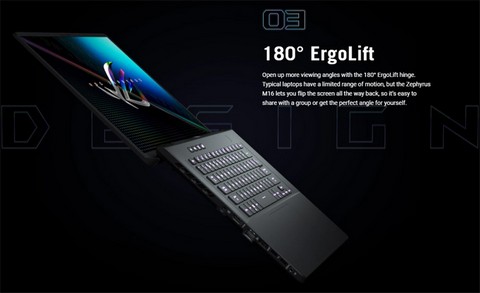 03
180° ErgoLift
Open up more viewing angles with the 180° ErgoLift hinge.
Typical laptops have a limited range of motion, but the Zephyrus
M16 lets you flip the screen all the way back, so it's easy to
share with a group or get the perfect angle for yourself.
DESIGN